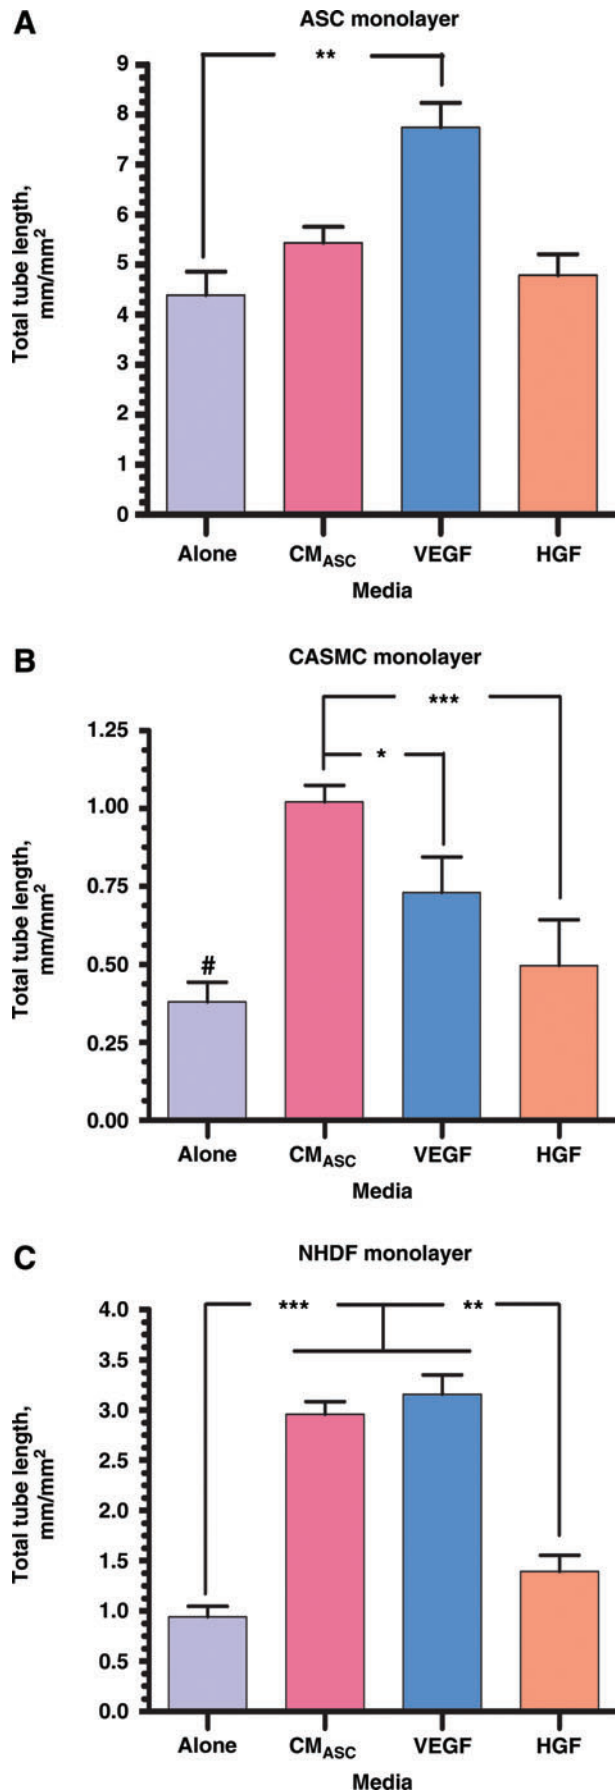 A
ASC monolayer
**
9
8
7
6
5
4
3
2
1
0
Total tube length,
mm/mm²
Alone CM_ASC VEGF HGF
Media
B
CASMC monolayer
***
*
#
1.25
1.00
0.75
0.50
0.25
0.00
Total tube length,
mm/mm²
Alone CM_ASC VEGF HGF
Media
C
NHDF monolayer
*** **
4.0
3.5
3.0
2.5
2.0
1.5
1.0
0.5
0.0
Total tube length,
mm/mm²
Alone CM_ASC VEGF HGF
Media